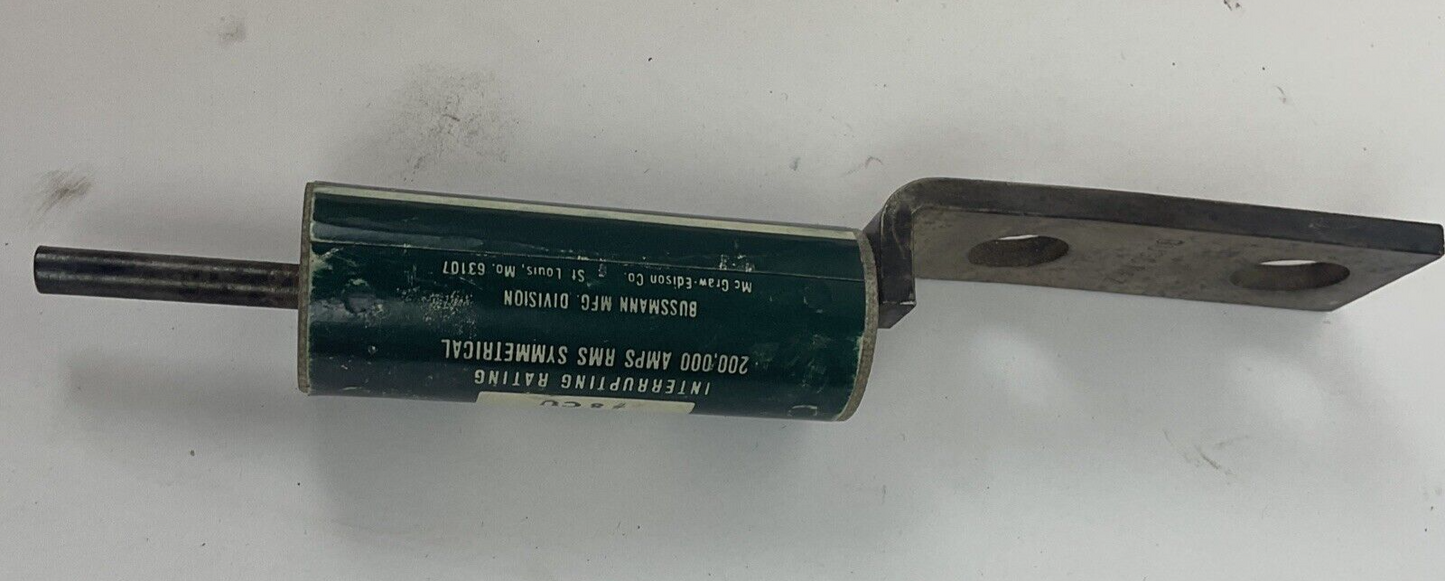 INTERRUPTING RATING
200,000 AMPS RMS SYMMETRICAL
BUSSMANN MFG. DIVISION
Mc Graw-Edison Co. St Louis, Mo. 63107